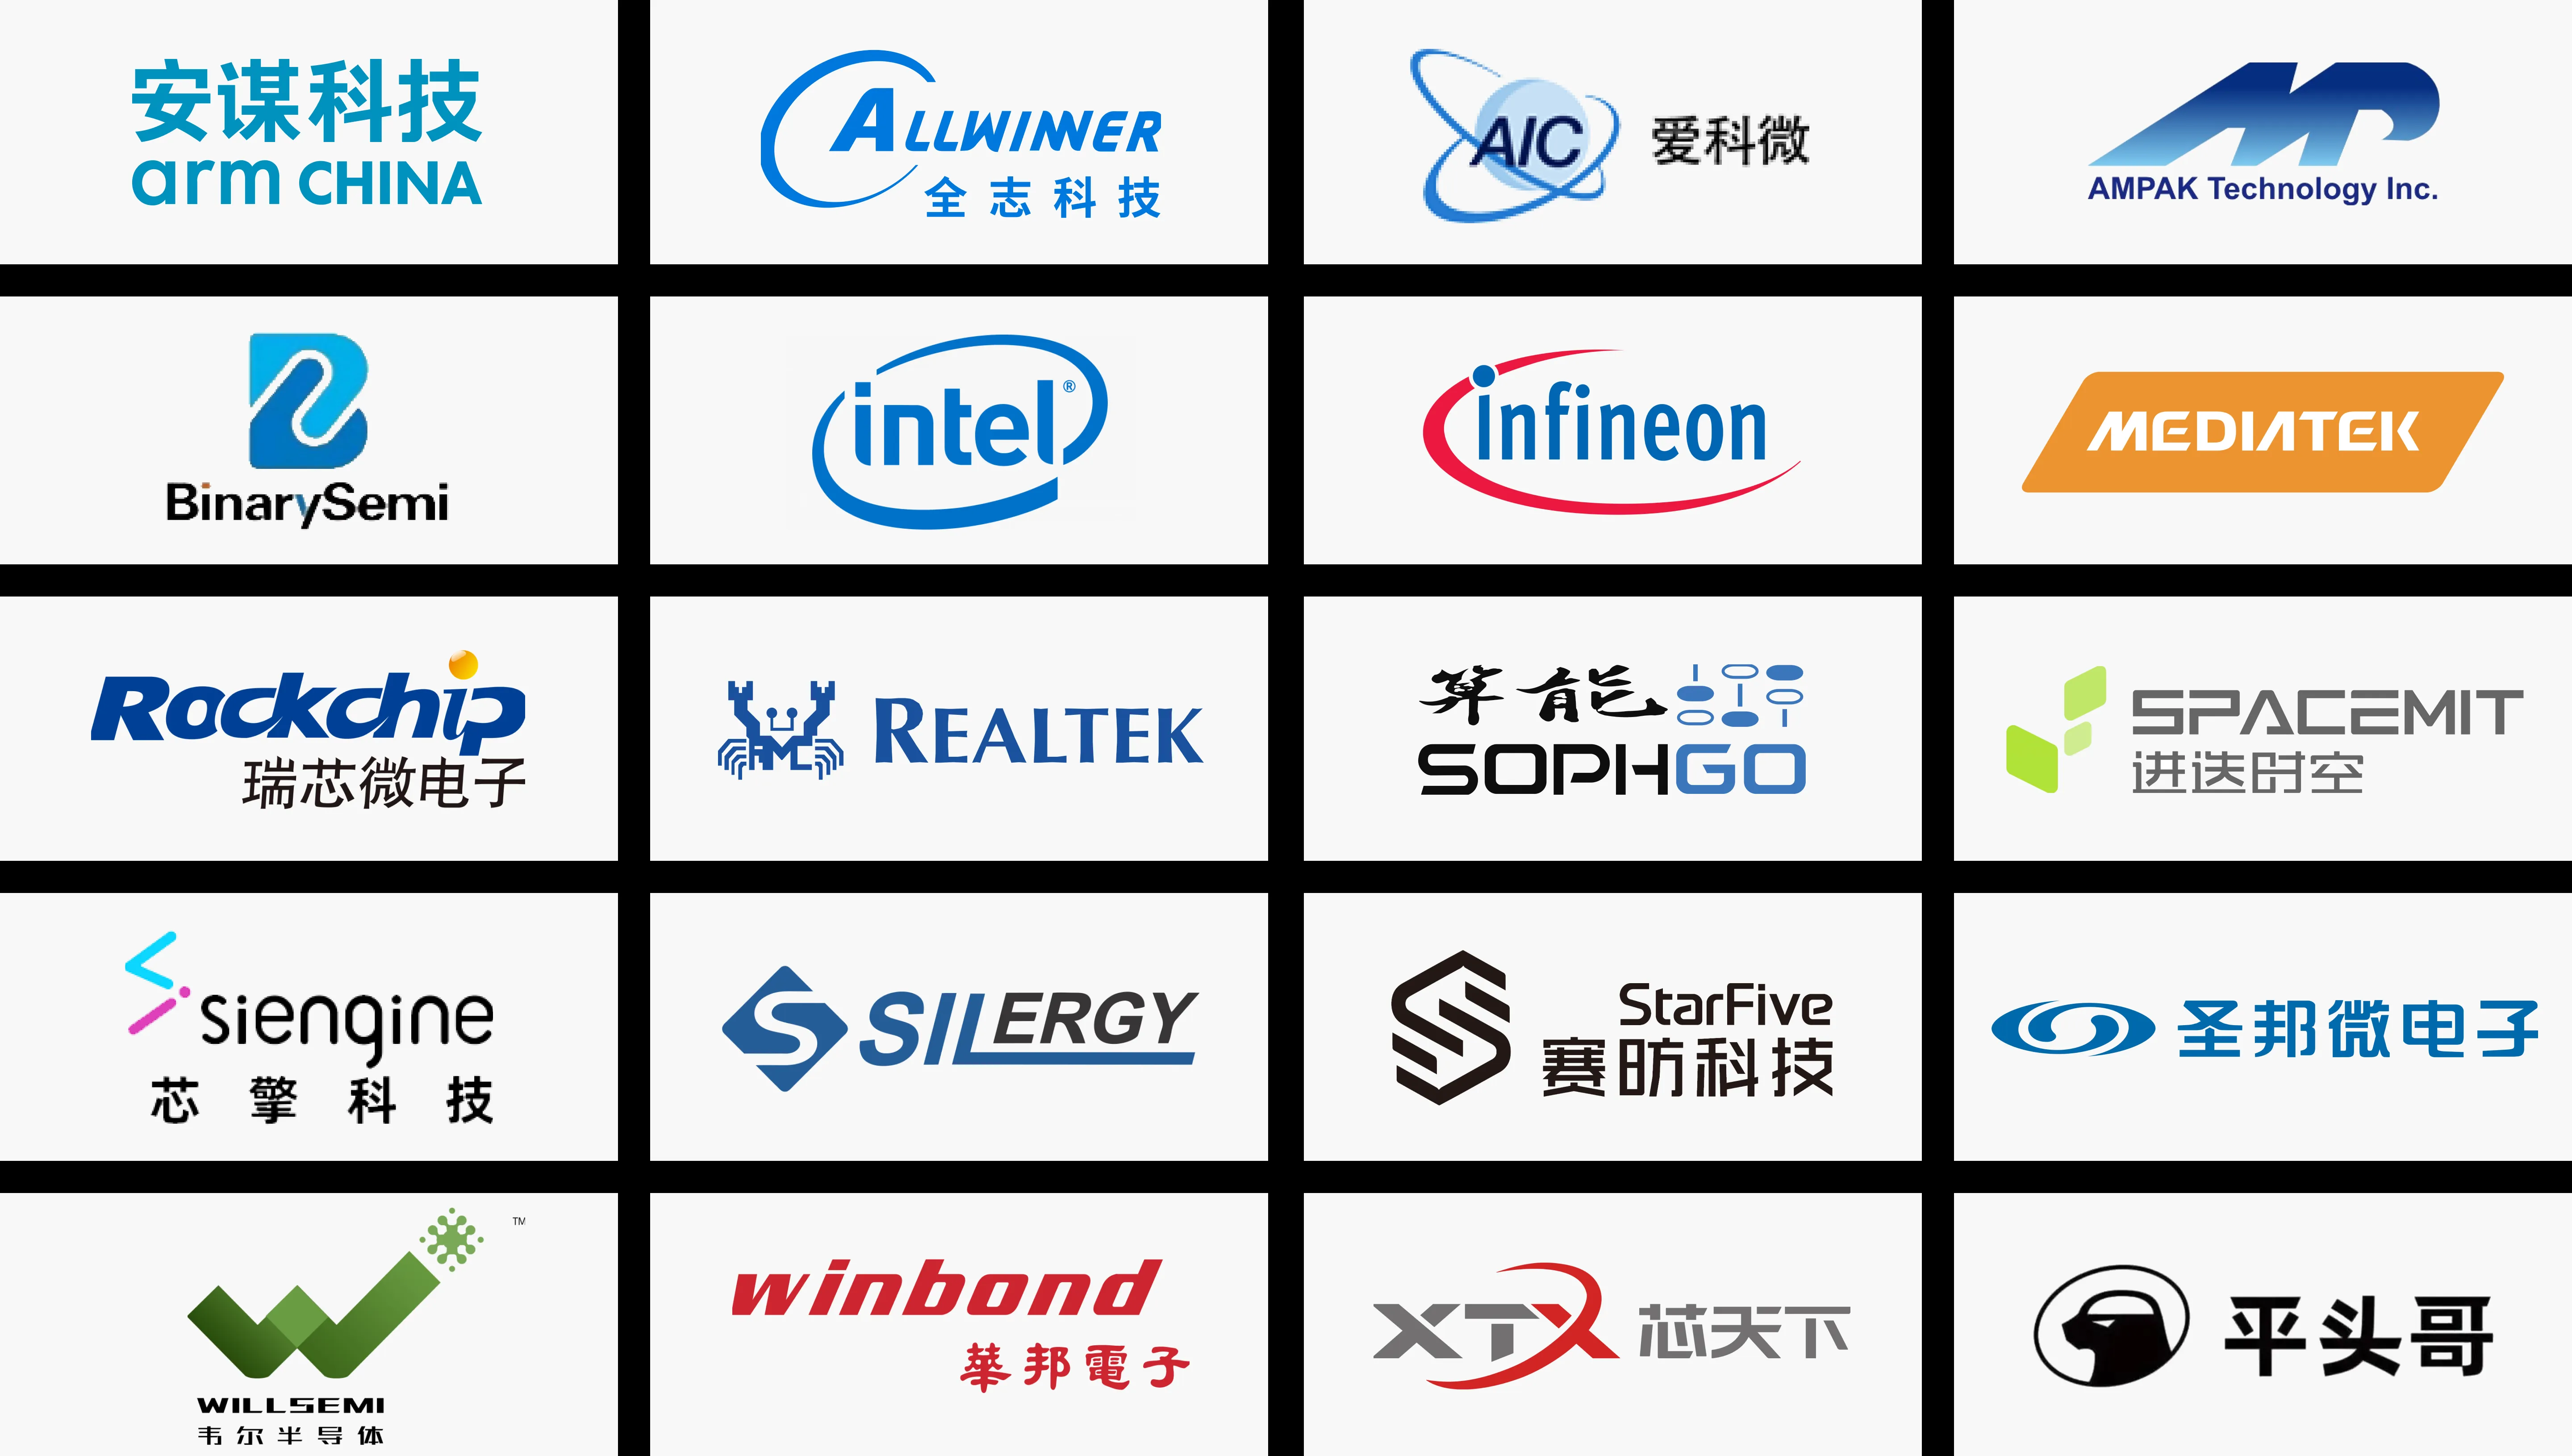 安谋科技
arm CHINA
ALLWINNER
全志科技
AIC
爱科微
AMPAK Technology Inc.
BinarySemi
intel®
infineon
MEDIATEK
Rockchip
瑞芯微电子
REALTEK
算能
SOPHGO
SPACEMIT
进迭时空
siengine
芯擎科技
SILERGY
StarFive
赛昉科技
圣邦微电子
TM
WILLSEMI
韦尔半导体
winbond
華邦電子
XTX 芯天下
平头哥